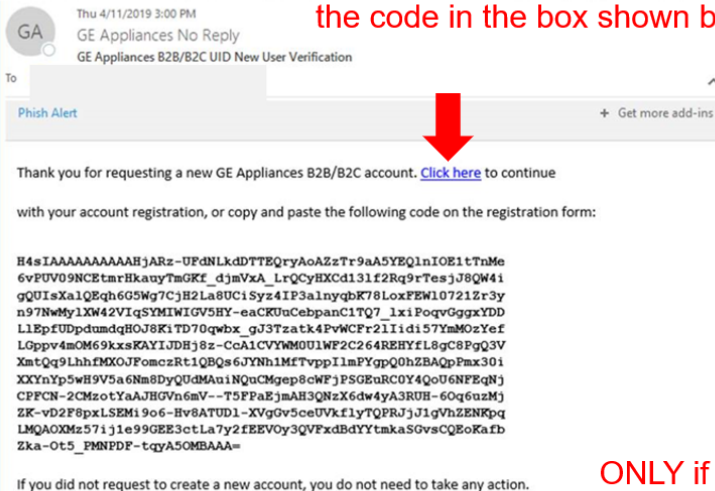 the code in the box shown b
Thu 4/11/2019 3:00 PM
GA
GE Appliances No Reply
GE Appliances B2B/B2C UID New User Verification
To
Phish Alert
+ Get more add-ins
Thank you for requesting a new GE Appliances B2B/B2C account. Click here to continue
with your account registration, or copy and paste the following code on the registration form:
H4sIAAAAAAAAAHjARz-UFdNLkdDTTEQryAoAZzTr9aA5YEQlnIOE1tTnMe
6vPUV09NCEtmrHkauyTmGKf_djmVxA_LrQCyHXCd13lf2Rq9rTesjJ8QW4i
gQUIsXalQEqh6G5Wg7CjH2La8UCiSyz4IP3alnyqbK78LoxFEWl0721Zr3y
n97NwMylXW42VIqSYMIWIGV5HY-eaCKUuCebpanC1TQ7_lxiPoqvGggxYDD
LlEpfUDpdumdqHOJ8KiTD70qwbx_gJ3Tzatk4PvWCFr2lIidi57YmMOzYef
LGppv4mOM69kxsKAYIJDHj8z-CcA1CVYWM0UlWF2C264REHYfL8gC8PgQ3V
XmtQq9LhhfMXOJFomczRt1QBQs6JYNh1MfTvppIlmPYgpQ0hZBAQpPmx30i
XXYnYp5wH9V5a6Nm8DyQUdMAuiNQuCMgep8cWFjPSGEuRC0Y4QoU6NFEqNj
CPFCN-2CMzotYaAJHGVn6mV--T5FPaEjmAH3QNzX6dw4yA3RUH-6Oq6uzMj
ZK-vD2F8pxLSEMi9o6-Hv8ATUDl-XVgGv5ceUVkflyTQPRJjJ1gVhZENKpq
LMQAOXMz57ij1e99GEE3ctLa7y2fEEVOy3QVFxdBdYYtmkaSGvsCQEoKafb
Zka-Ot5_PMNPDF-tqyA5OMBAAA=
If you did not request to create a new account, you do not need to take any action.
ONLY if